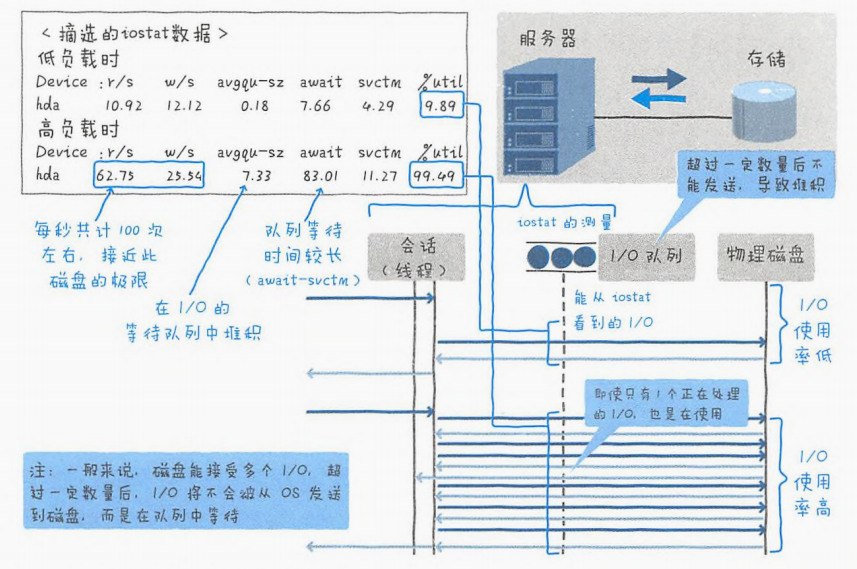 <摘选的iostat数据>
低负载时
Device :r/s w/s avgqu-sz await svctm %util
hda 10.92 12.12 0.18 7.66 4.29 9.89
高负载时
Device :r/s w/s avgqu-sz await svctm %util
hda 62.75 25.54 7.33 83.01 11.27 99.49
每秒共计 100 次
左右，接近此
磁盘的极限
在 I/O 的
等待队列中堆积
队列等待
时间较长
(await-svctm)
服务器
存储
超过一定数量后不
能发送，导致堆积
iostat 的测量
会话
(线程)
I/O 队列
物理磁盘
能从 iostat
看到的 I/O
I/O
使用
率低
即使只有1个正在处理
的 I/O，也是在使用
I/O
使用
率高
注：一般来说，磁盘能接受多个 I/O，超
过一定数量后，I/O 将不会被从 OS 发送
到磁盘，而是在队列中等待